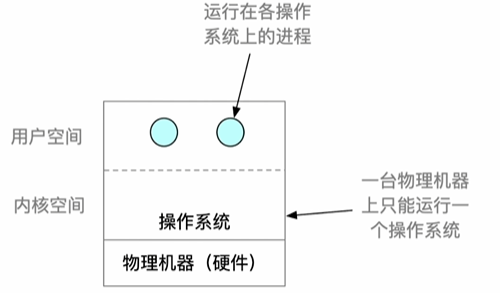 运行在各操作
系统上的进程
用户空间
内核空间
操作系统
物理机器（硬件）
一台物理机器
上只能运行一
个操作系统